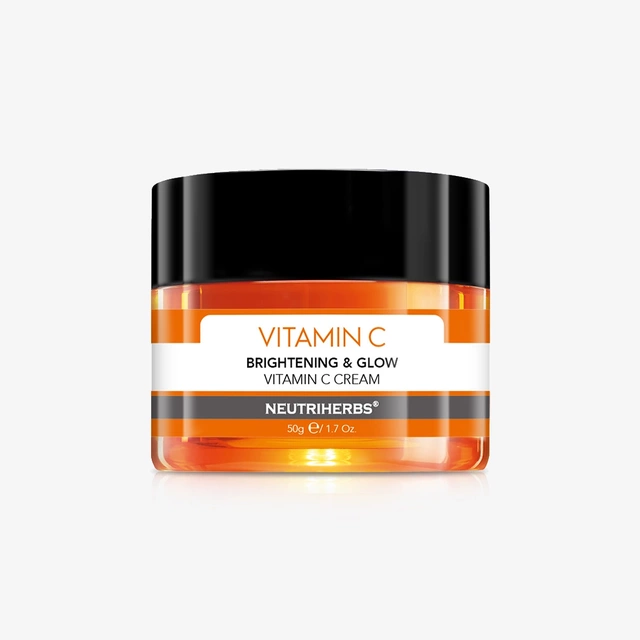 VITAMIN C
BRIGHTENING & GLOW
VITAMIN C CREAM
NEUTRIHERBS®
50g ℮/ 1.7 Oz.